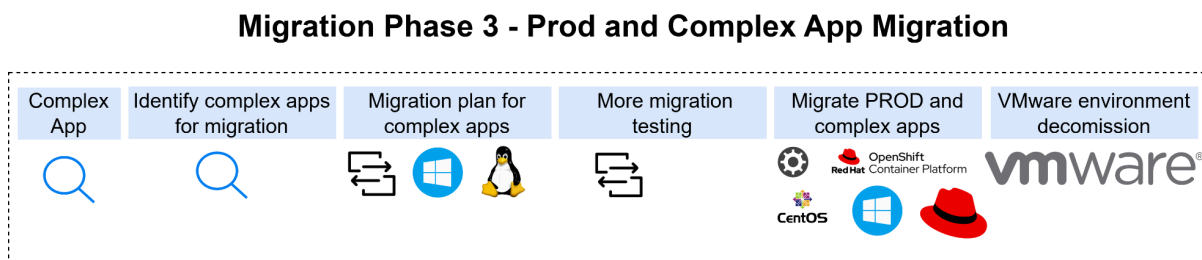 Migration Phase 3 - Prod and Complex App Migration
Complex
App
Identify complex apps
for migration
Migration plan for
complex apps
More migration
testing
Migrate PROD and
complex apps
VMware environment
decomission
OpenShift
Red Hat Container Platform
CentOS
vmware®